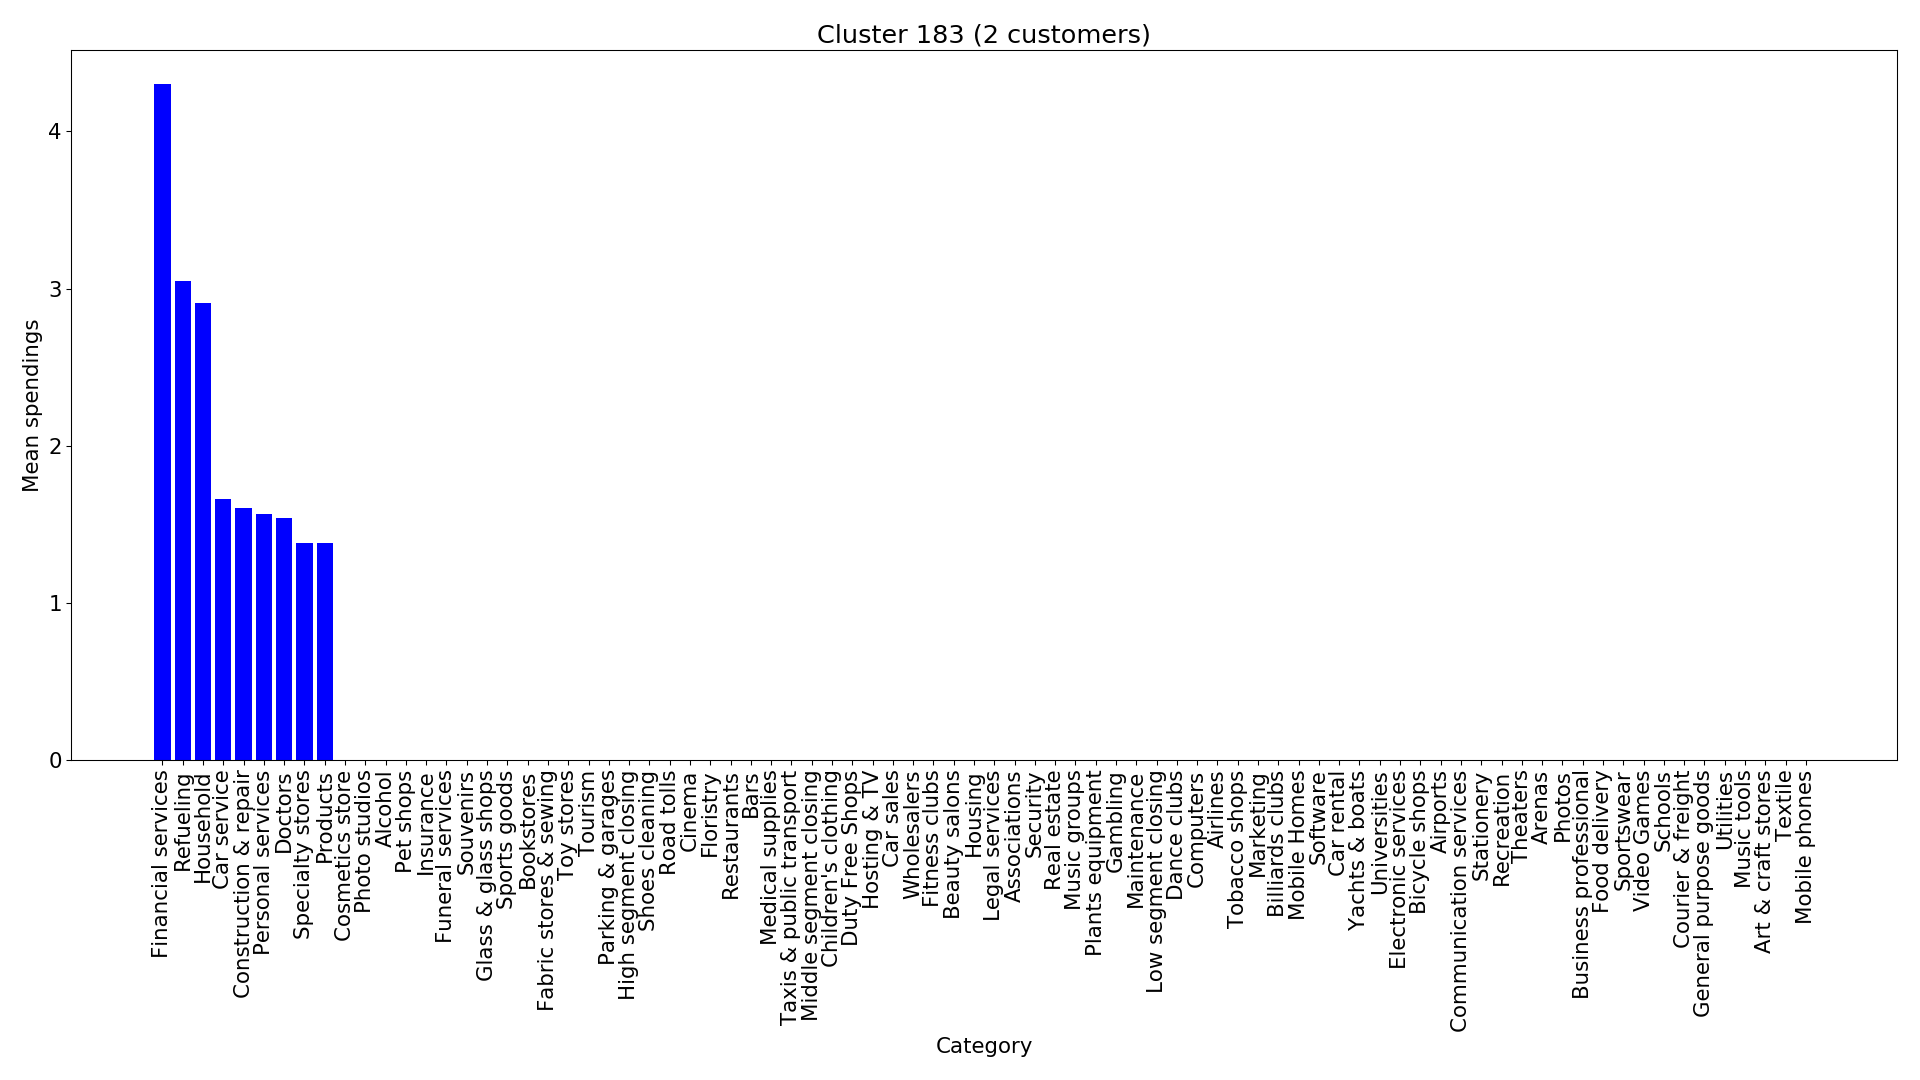 Cluster 183 (2 customers)
Mean spendings
4
3
2
1
0
Financial services
Refueling
Household
Car service
Construction & repair
Personal services
Doctors
Specialty stores
Products
Cosmetics store
Photo studios
Alcohol
Pet shops
Insurance
Funeral services
Souvenirs
Glass & glass shops
Sports goods
Bookstores
Fabric stores & sewing
Toy stores
Tourism
Parking & garages
High segment closing
Shoes cleaning
Road tolls
Cinema
Floristry
Restaurants
Bars
Medical supplies
Taxis & public transport
Middle segment closing
Children's clothing
Duty Free Shops
Hosting & TV
Car sales
Wholesalers
Fitness clubs
Beauty salons
Housing
Legal services
Associations
Security
Real estate
Music groups
Plants equipment
Gambling
Maintenance
Low segment closing
Dance clubs
Computers
Airlines
Tobacco shops
Marketing
Billiards clubs
Mobile Homes
Software
Car rental
Yachts & boats
Universities
Electronic services
Bicycle shops
Airports
Communication services
Stationery
Recreation
Theaters
Arenas
Photos
Business professional
Food delivery
Sportswear
Video Games
Schools
Courier & freight
General purpose goods
Utilities
Music tools
Art & craft stores
Textile
Mobile phones
Category